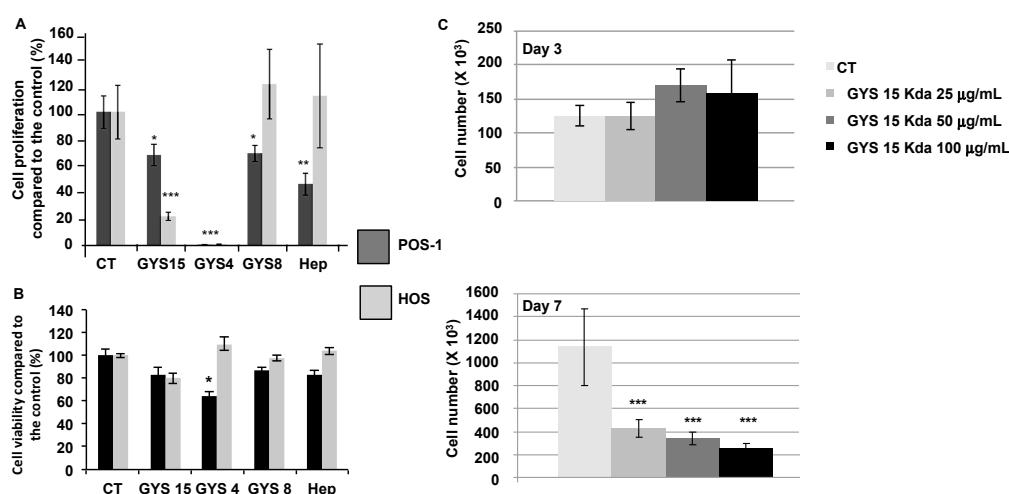 A
Cell proliferation
compared to the control (%)
160
140
120
100
80
60
40
20
0
*
***
***
*
**
CT GYS15 GYS4 GYS8 Hep
POS-1
HOS
B
Cell viability compared to
the control (%)
140
120
100
80
60
40
20
0
*
CT GYS 15 GYS 4 GYS 8 Hep
C
Day 3
Cell number (X 10³)
250
200
150
100
50
0
CT
GYS 15 Kda 25 µg/mL
GYS 15 Kda 50 µg/mL
GYS 15 Kda 100 µg/mL
Day 7
Cell number (X 10³)
1600
1400
1200
1000
800
600
400
200
0
*** *** ***